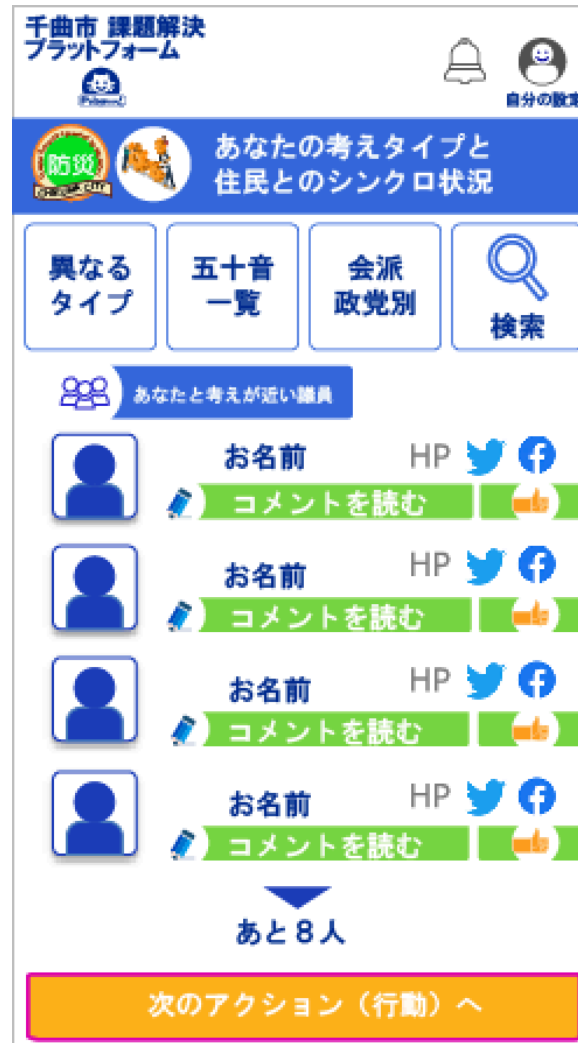 千曲市 課題解決
プラットフォーム
自分の設定
防災
CHIKUMA CITY
あなたの考えタイプと
住民とのシンクロ状況
異なる
タイプ
五十音
一覧
会派
政党別
検索
あなたと考えが近い議員
お名前
HP
コメントを読む
お名前
HP
コメントを読む
お名前
HP
コメントを読む
お名前
HP
コメントを読む
あと8人
次のアクション（行動）へ